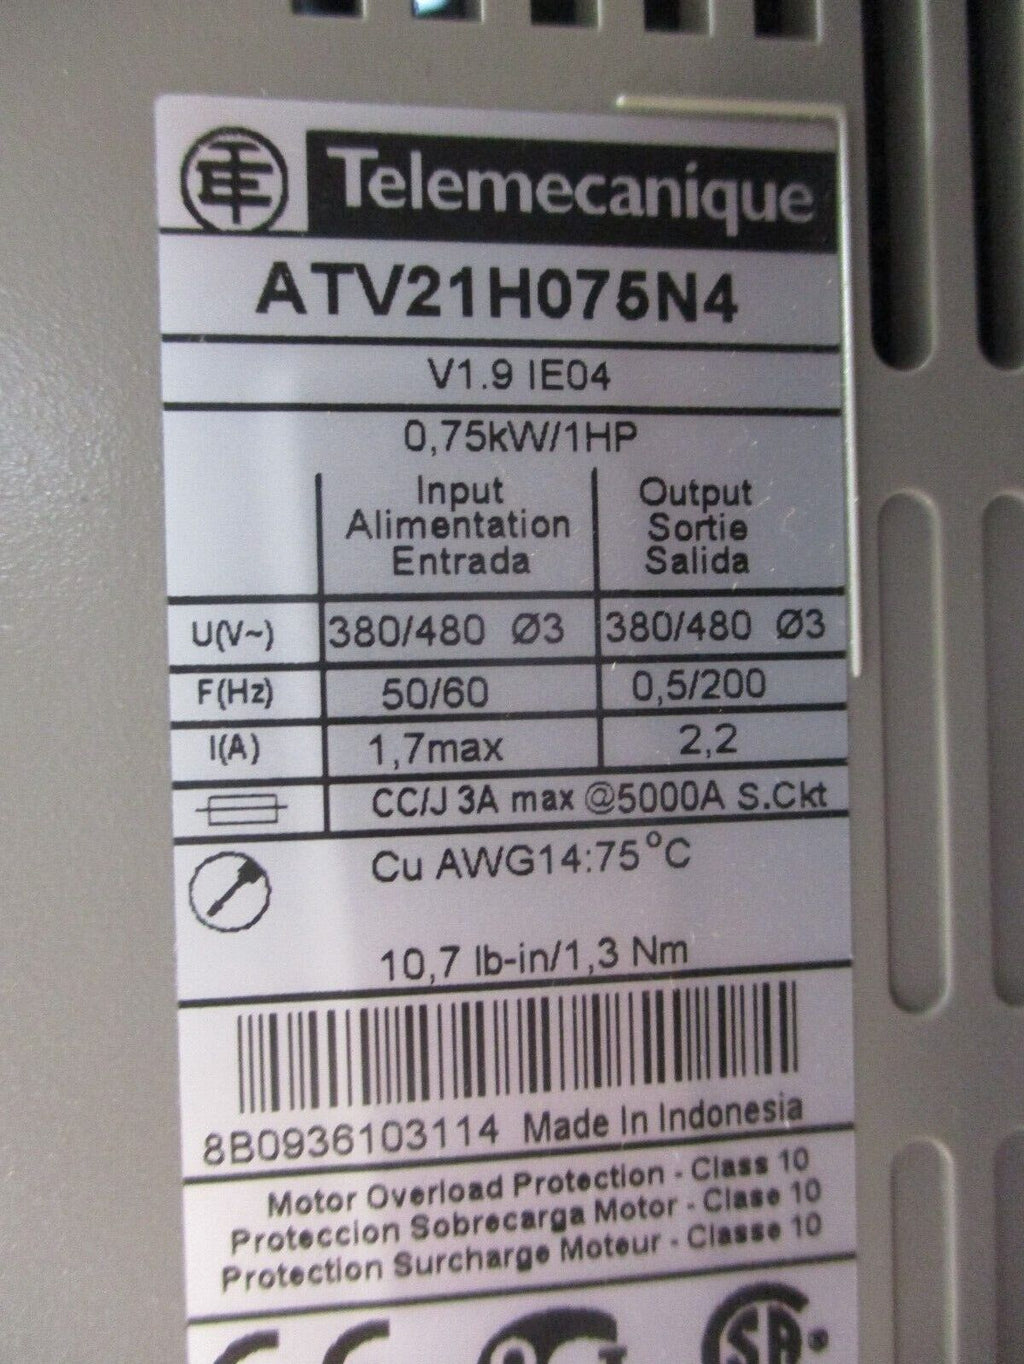 Telemecanique
ATV21H075N4
V1.9 IE04
0,75kW/1HP
Input Output
Alimentation Sortie
Entrada Salida
U(V~) 380/480 Ø3 380/480 Ø3
F(Hz) 50/60 0,5/200
I(A) 1,7max 2,2
CC/J 3A max @5000A S.Ckt
Cu AWG14:75°C
10,7 lb-in/1,3 Nm
8B0936103114 Made In Indonesia
Motor Overload Protection - Class 10
Proteccion Sobrecarga Motor - Clase 10
Protection Surcharge Moteur - Classe 10